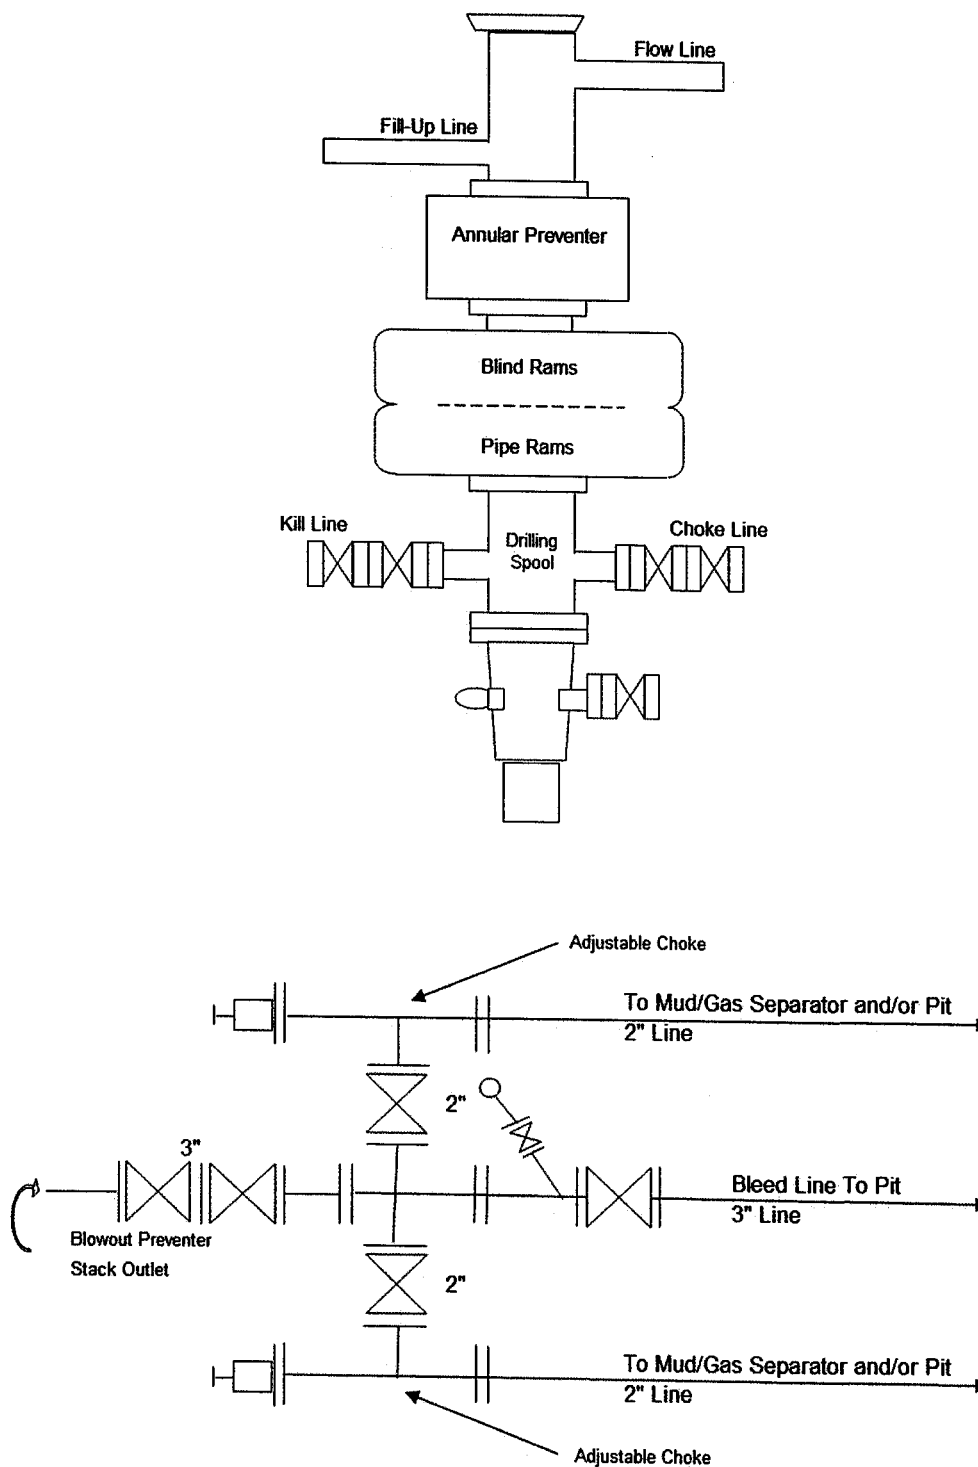 Flow Line
Fill-Up Line
Annular Preventer
Blind Rams
Pipe Rams
Kill Line
Drilling
Spool
Choke Line
Adjustable Choke
To Mud/Gas Separator and/or Pit
2" Line
2"
3"
Bleed Line To Pit
3" Line
Blowout Preventer
Stack Outlet
2"
To Mud/Gas Separator and/or Pit
2" Line
Adjustable Choke